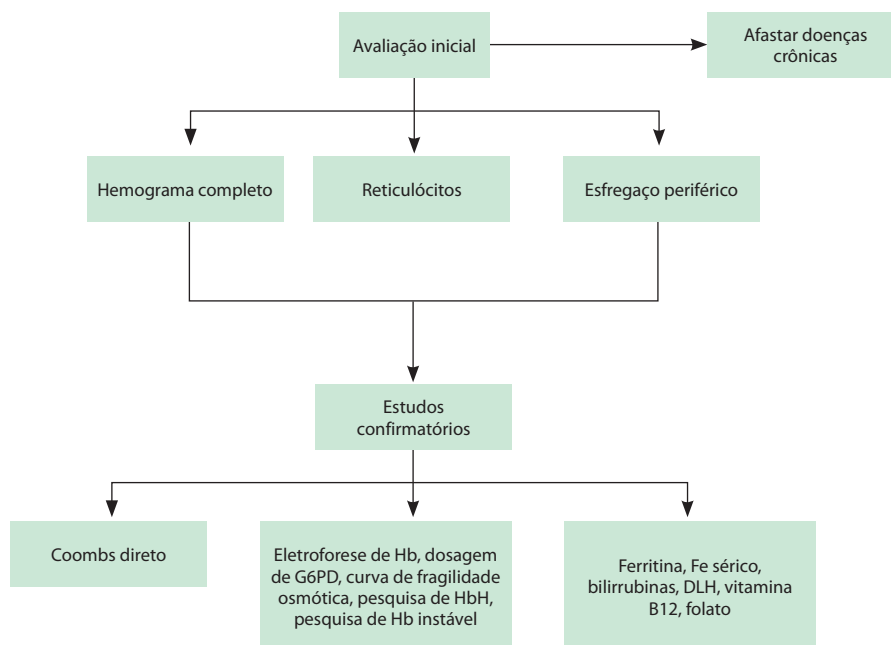 Avaliação inicial
Afastar doenças
crônicas
Hemograma completo
Reticulócitos
Esfregaço periférico
Estudos
confirmatórios
Coombs direto
Eletroforese de Hb, dosagem
de G6PD, curva de fragilidade
osmótica, pesquisa de HbH,
pesquisa de Hb instável
Ferritina, Fe sérico,
bilirrubinas, DLH, vitamina
B12, folato